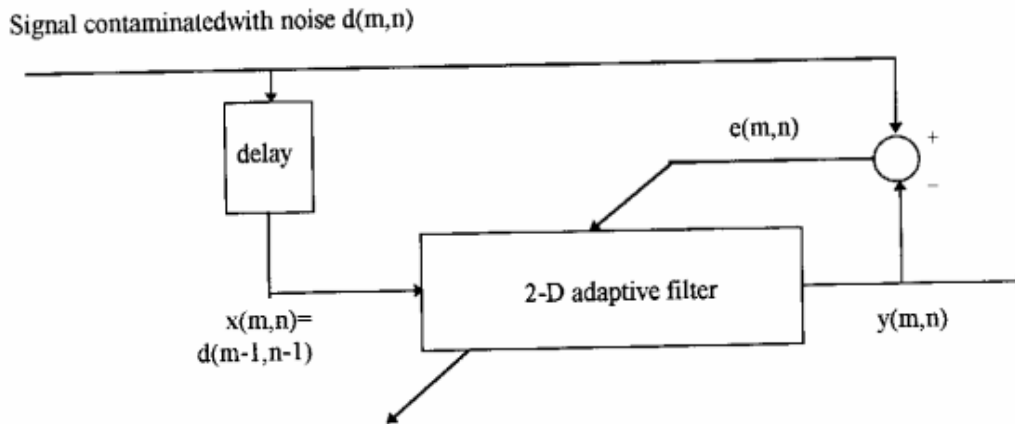 Signal contaminatedwith noise d(m,n)
delay
e(m,n)
+
−
2-D adaptive filter
x(m,n)=
d(m-1,n-1)
y(m,n)